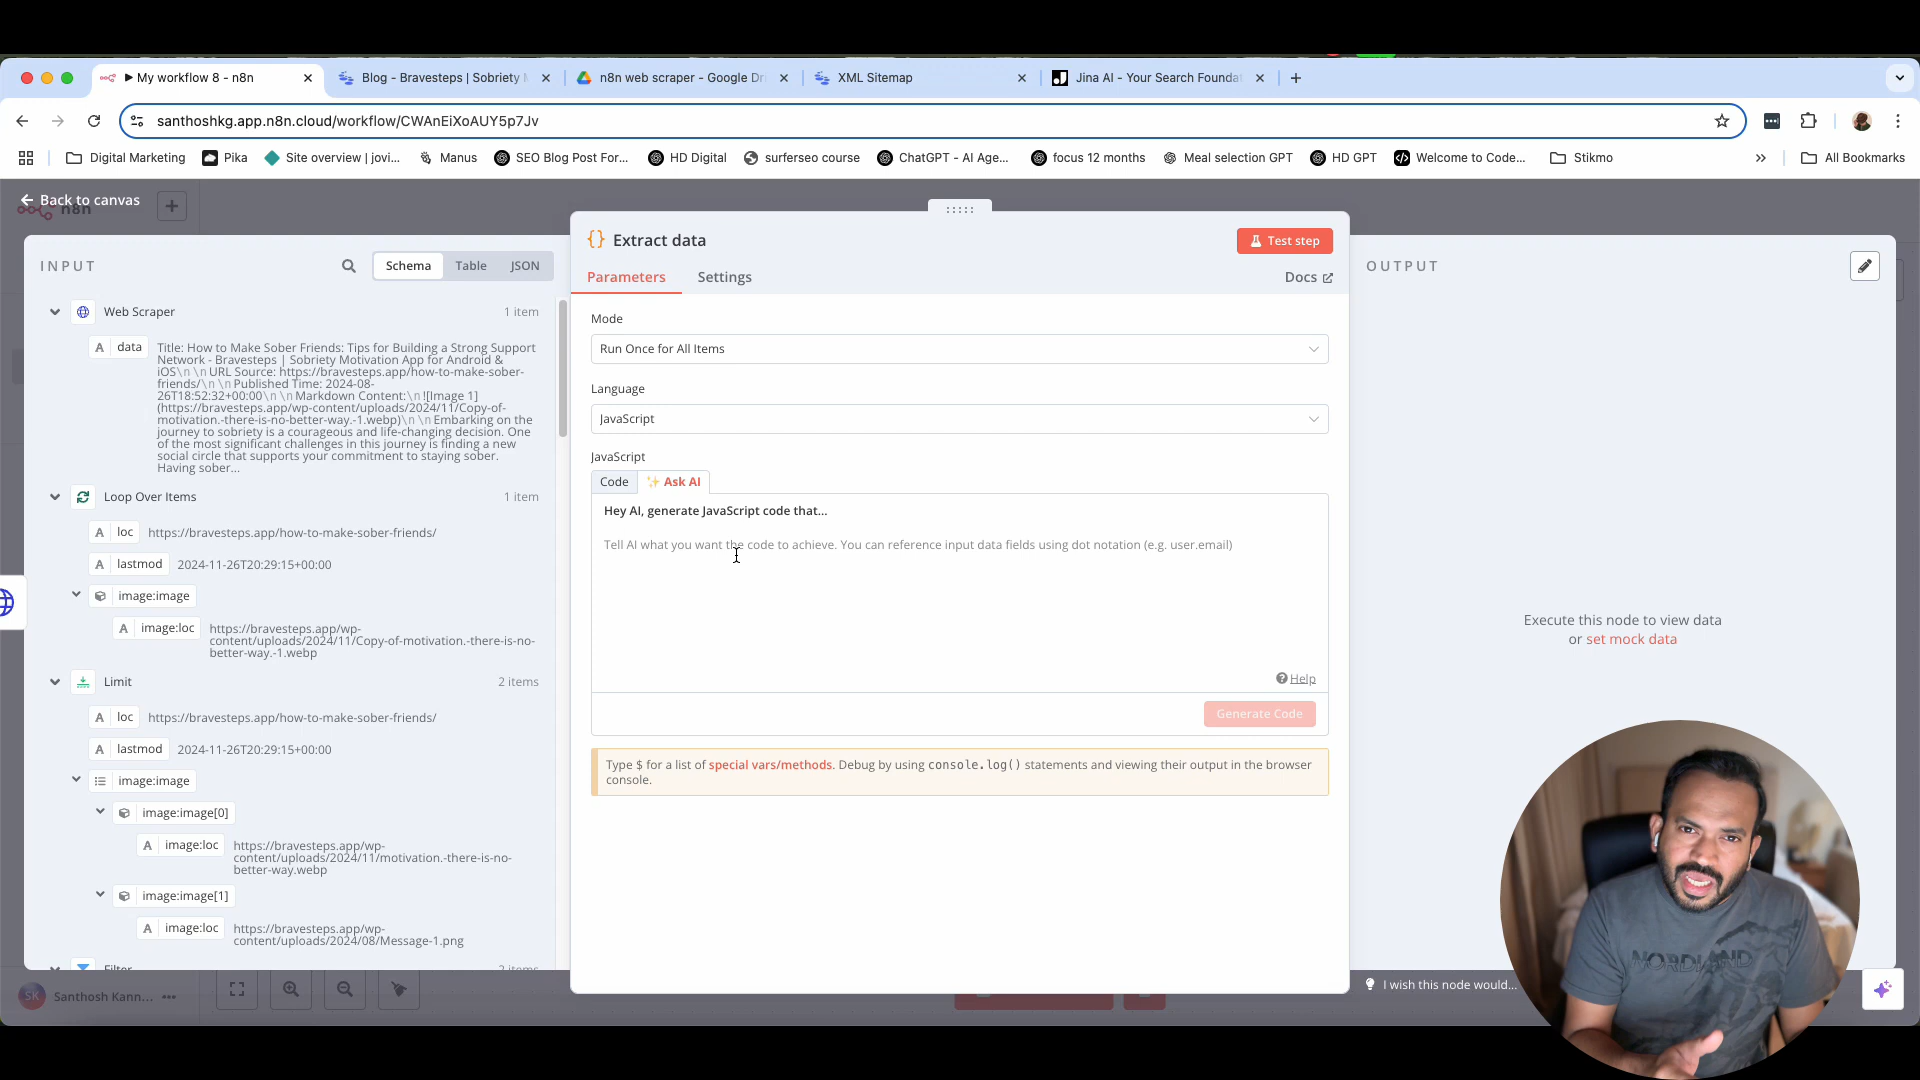 My workflow 8 - n8n
Blog - Bravesteps | Sobriety
n8n web scraper - Google Dri
XML Sitemap
Jina AI - Your Search Founda
santhoshkg.app.n8n.cloud/workflow/CWAnEiXoAUY5p7Jv
Digital Marketing
Pika
Site overview | jovi...
Manus
SEO Blog Post For...
HD Digital
surferseo course
ChatGPT - AI Age...
focus 12 months
Meal selection GPT
HD GPT
Welcome to Code...
Stikmo
All Bookmarks
Back to canvas
n8n
INPUT
Schema
Table
JSON
Web Scraper
1 item
A data
Title: How to Make Sober Friends: Tips for Building a Strong Support
Network - Bravesteps | Sobriety Motivation App for Android &
iOS\n\nURL Source: https://bravesteps.app/how-to-make-sober-
friends/\n\nPublished Time: 2024-08-
26T18:52:32+00:00\n\nMarkdown Content:\n![Image 1]
(https://bravesteps.app/wp-content/uploads/2024/11/Copy-of-
motivation.-there-is-no-better-way.-1.webp)\n\nEmbarking on the
journey to sobriety is a courageous and life-changing decision. One
of the most significant challenges in this journey is finding a new
social circle that supports your commitment to staying sober.
Having sober...
Loop Over Items
1 item
A loc https://bravesteps.app/how-to-make-sober-friends/
A lastmod 2024-11-26T20:29:15+00:00
image:image
A image:loc
https://bravesteps.app/wp-
content/uploads/2024/11/Copy-of-motivation.-there-is-no-
better-way.-1.webp
Limit
2 items
A loc https://bravesteps.app/how-to-make-sober-friends/
A lastmod 2024-11-26T20:29:15+00:00
image:image
image:image[0]
A image:loc
https://bravesteps.app/wp-
content/uploads/2024/11/motivation.-there-is-no-
better-way.webp
image:image[1]
A image:loc
https://bravesteps.app/wp-
content/uploads/2024/08/Message-1.png
Filter
2 items
SK Santhosh Kann...
{} Extract data
Test step
Parameters
Settings
Docs
Mode
Run Once for All Items
Language
JavaScript
JavaScript
Code
Ask AI
Hey AI, generate JavaScript code that...
Tell AI what you want the code to achieve. You can reference input data fields using dot notation (e.g. user.email)
Help
Generate Code
Type $ for a list of special vars/methods. Debug by using console.log() statements and viewing their output in the browser
console.
OUTPUT
Execute this node to view data
or set mock data
I wish this node would...
NORDLAND